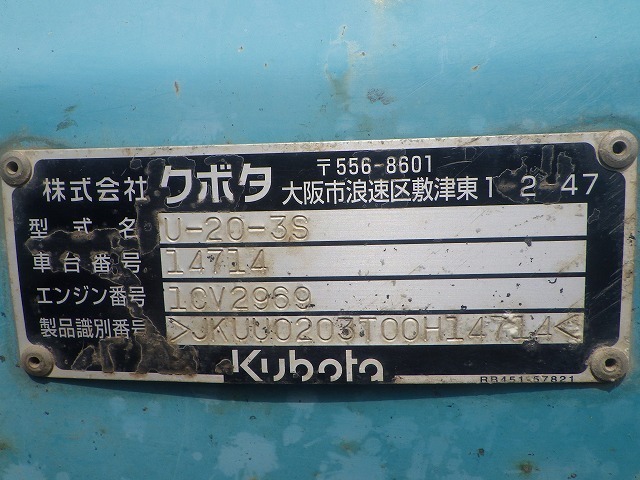 〒556-8601
株式会社 クボタ 大阪市浪速区敷津東1-2-47
型式名 U-20-3S
車台番号 14714
エンジン番号 1CV2969
製品識別番号 >JKUU0203T00H14714<
Kubota
RB451-57821